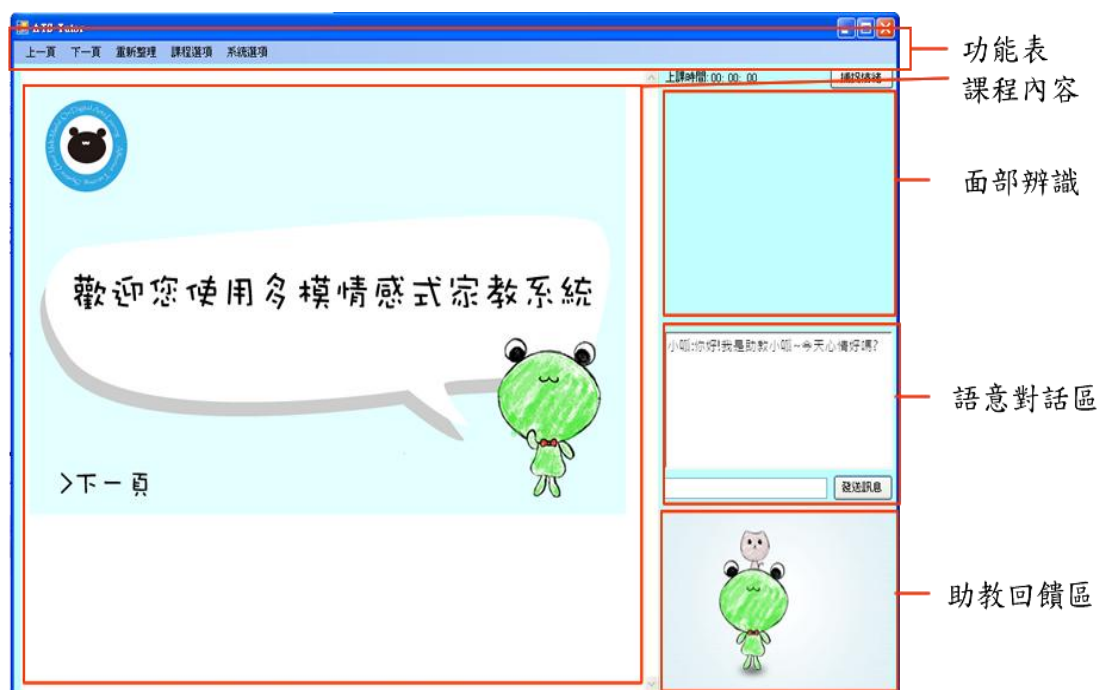 ATS Tutor
上一頁 下一頁 重新整理 課程選項 系統選項
功能表
上課時間: 00: 00: 00 捕捉情緒
課程內容
面部辨識
歡迎您使用多模情感式家教系統
>下一頁
小呱:你好!我是助教小呱~今天心情好嗎?
語意對話區
發送訊息
助教回饋區